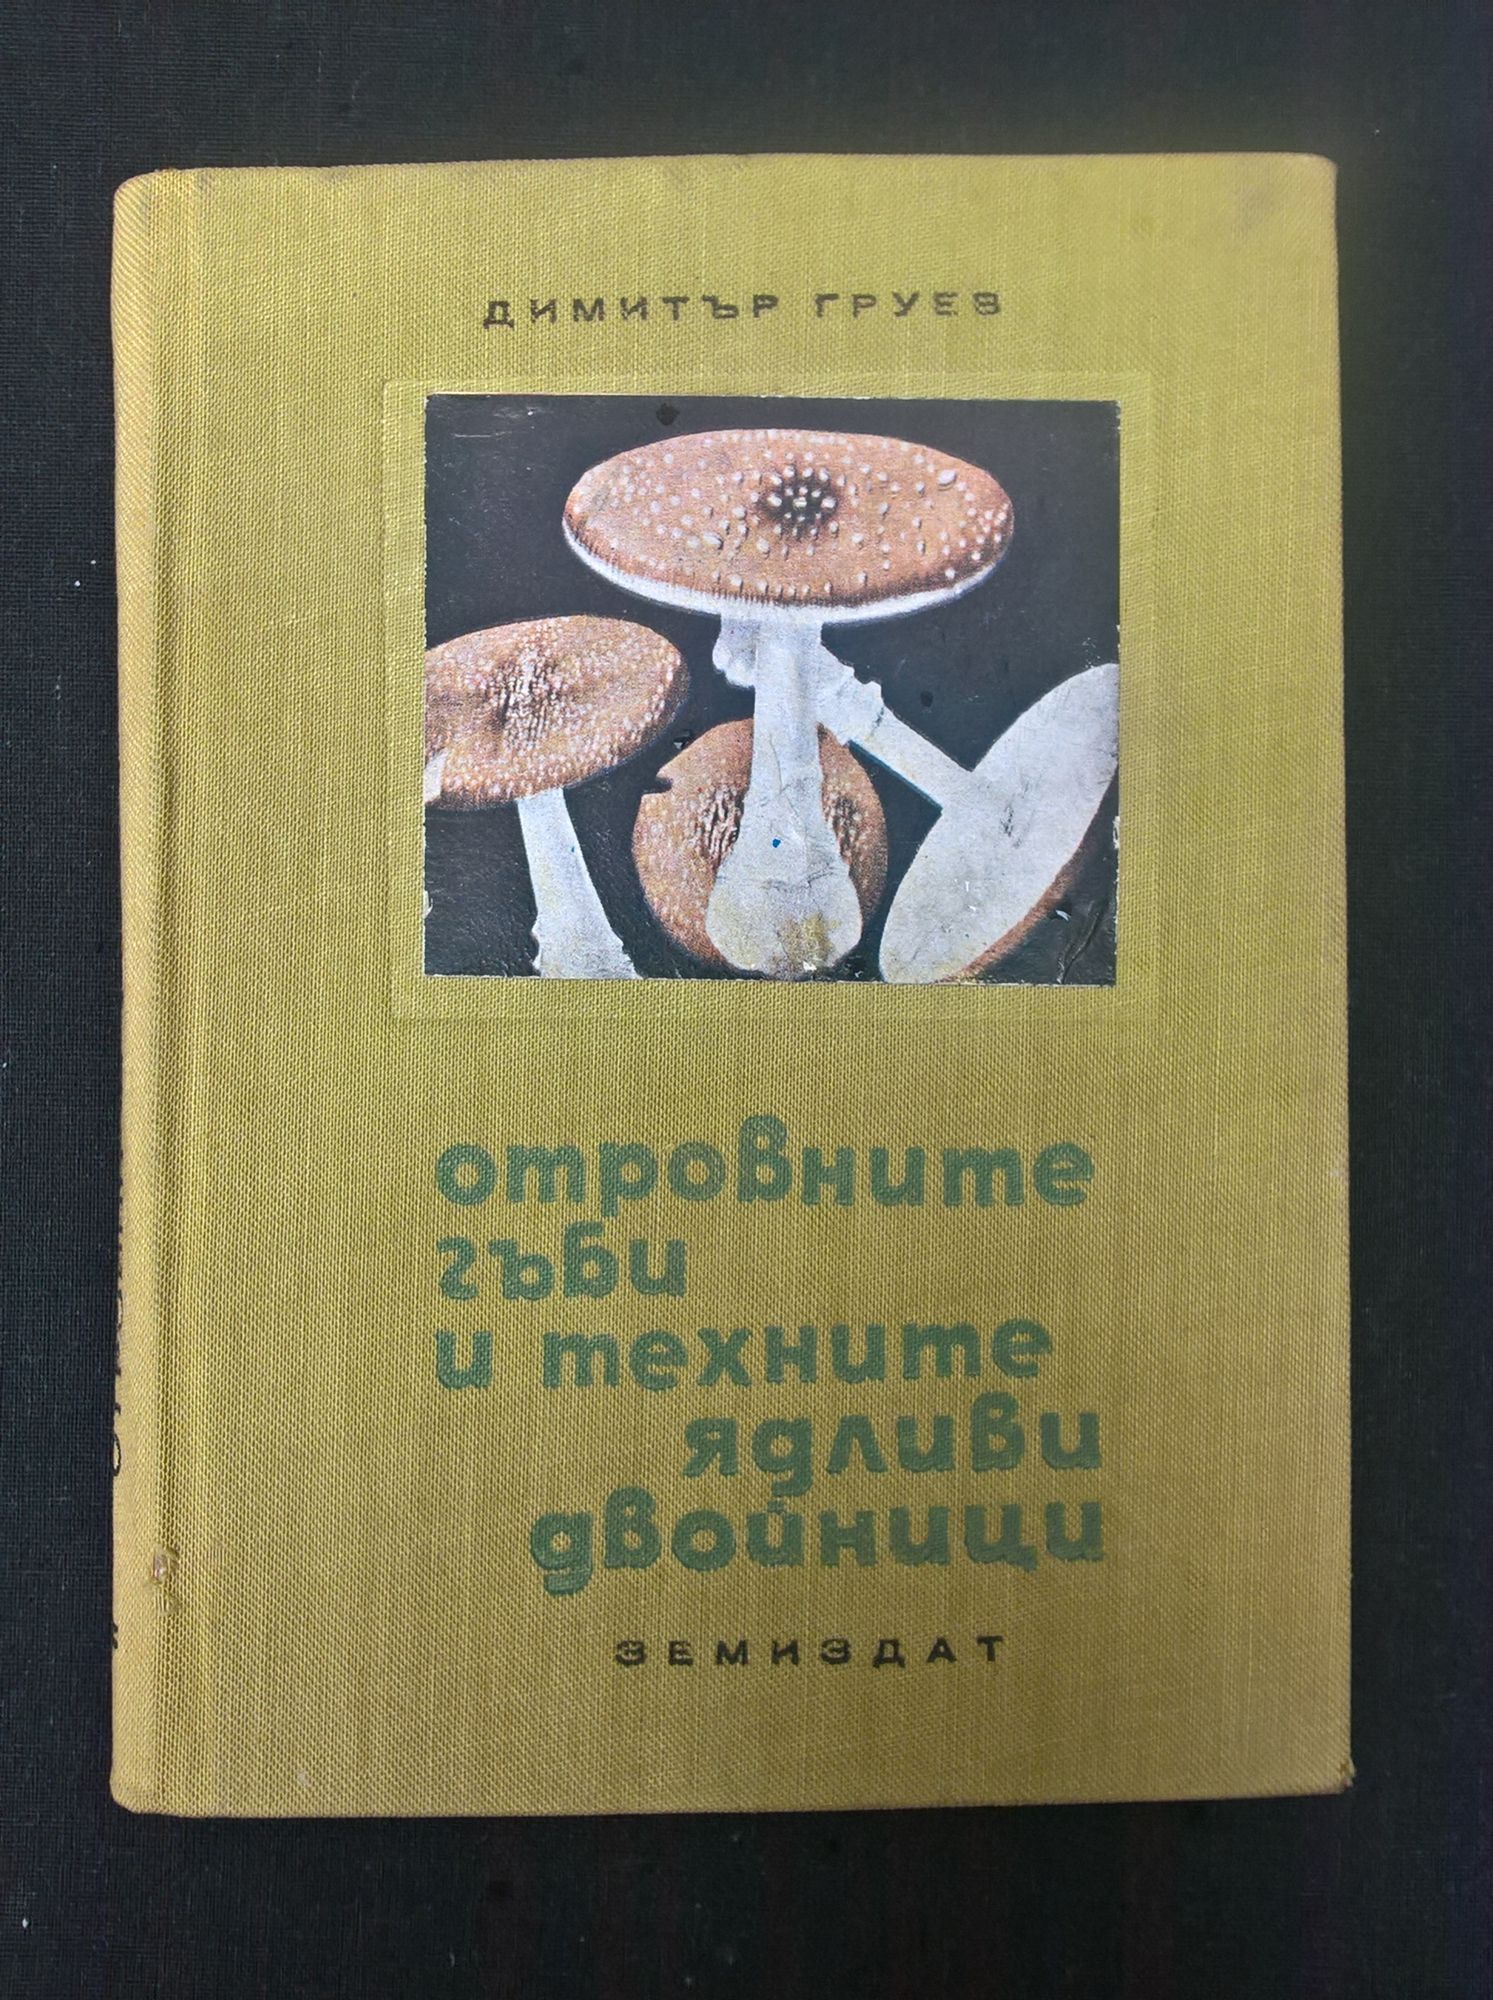 ДИМИТЪР ГРУЕВ
отровните
гъби
и техните
ядливи
двойници
ЗЕМИЗДАТ